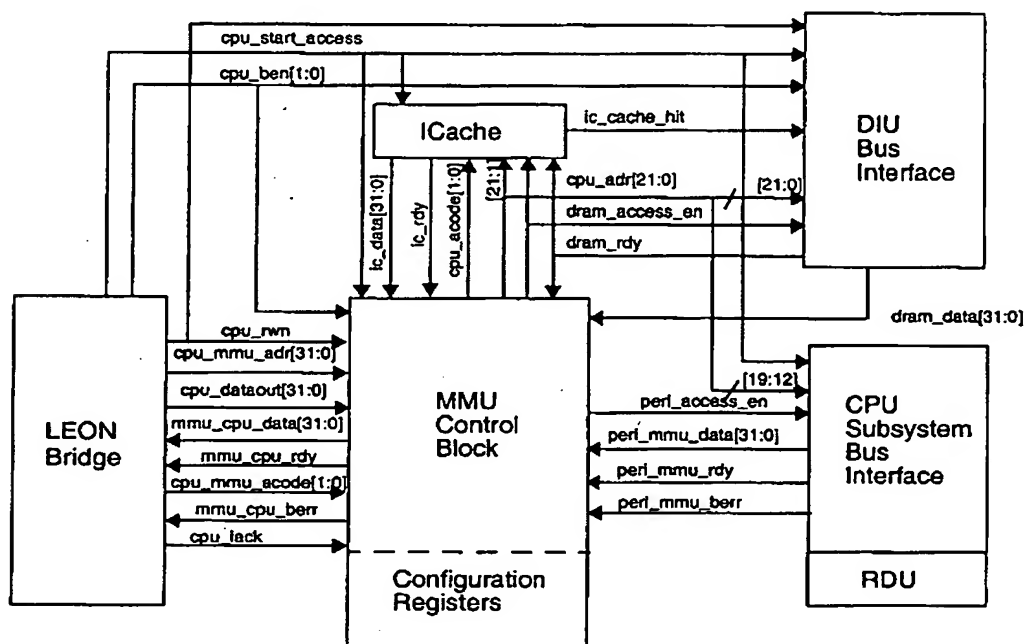 cpu_start_access
cpu_ben[1:0]
ICache
ic_cache_hit
DIU
Bus
Interface
ic_data[31:0]
ic_rdy
cpu_acode[1:0]
[21:1]
cpu_adr[21:0]
[21:0]
dram_access_en
dram_rdy
dram_data[31:0]
cpu_rwn
cpu_mmu_adr[31:0]
cpu_dataout[31:0]
mmu_cpu_data[31:0]
mmu_cpu_rdy
cpu_mmu_acode[1:0]
mmu_cpu_berr
cpu_iack
LEON
Bridge
MMU
Control
Block
[19:12]
peri_access_en
peri_mmu_data[31:0]
peri_mmu_rdy
peri_mmu_berr
CPU
Subsystem
Bus
Interface
Configuration
Registers
RDU